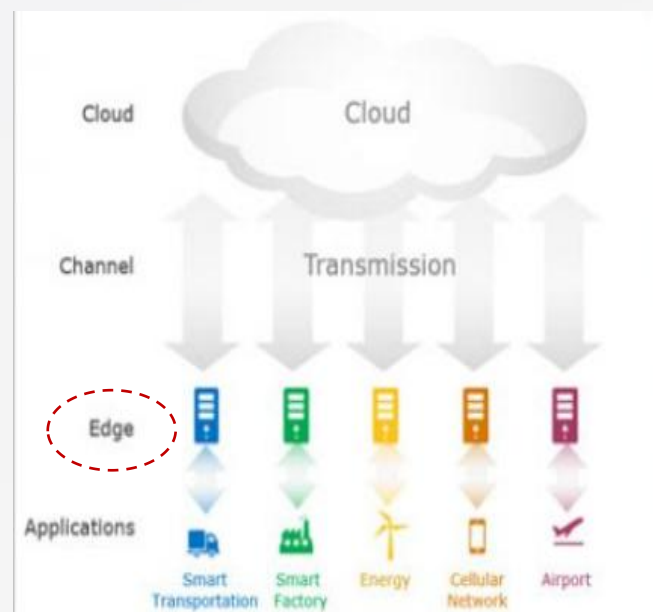 Cloud
Cloud
Channel
Transmission
Edge
Applications
Smart Transportation
Smart Factory
Energy
Cellular Network
Airport